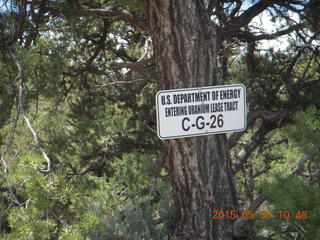 U.S. DEPARTMENT OF ENERGY
ENTERING URANIUM LEASE TRACT
C-G-26
2015 05 30 10 48